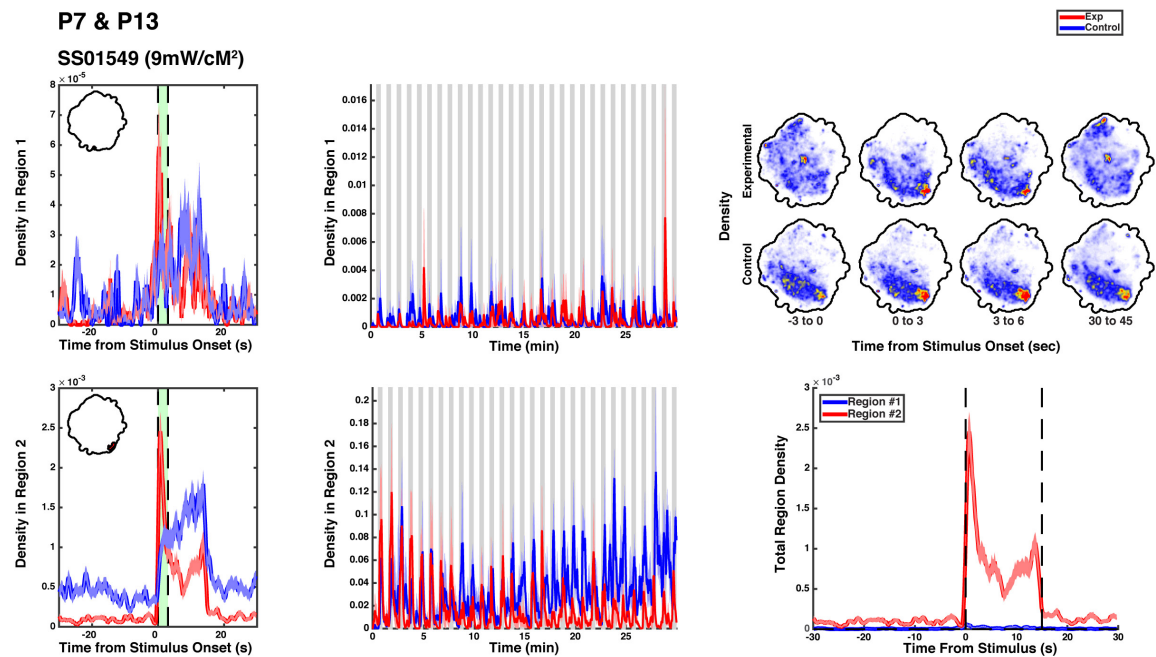 P7 & P13
SS01549 (9mW/cM²)
Exp
Control
× 10⁻⁵
8
7
6
5
4
3
2
1
0
-20
0
20
Density in Region 1
Time from Stimulus Onset (s)
0.016
0.014
0.012
0.01
0.008
0.006
0.004
0.002
0
0
5
10
15
20
25
Density in Region 1
Time (min)
Density
Experimental
Control
-3 to 0
0 to 3
3 to 6
30 to 45
Time from Stimulus Onset (sec)
× 10⁻³
3
2.5
2
1.5
1
0.5
0
-20
0
20
Density in Region 2
Time from Stimulus Onset (s)
0.2
0.18
0.16
0.14
0.12
0.1
0.08
0.06
0.04
0.02
0
0
5
10
15
20
25
Density in Region 2
Time (min)
× 10⁻³
3
2.5
2
1.5
1
0.5
0
-30
-20
-10
0
10
20
30
Region #1
Region #2
Total Region Density
Time From Stimulus (s)